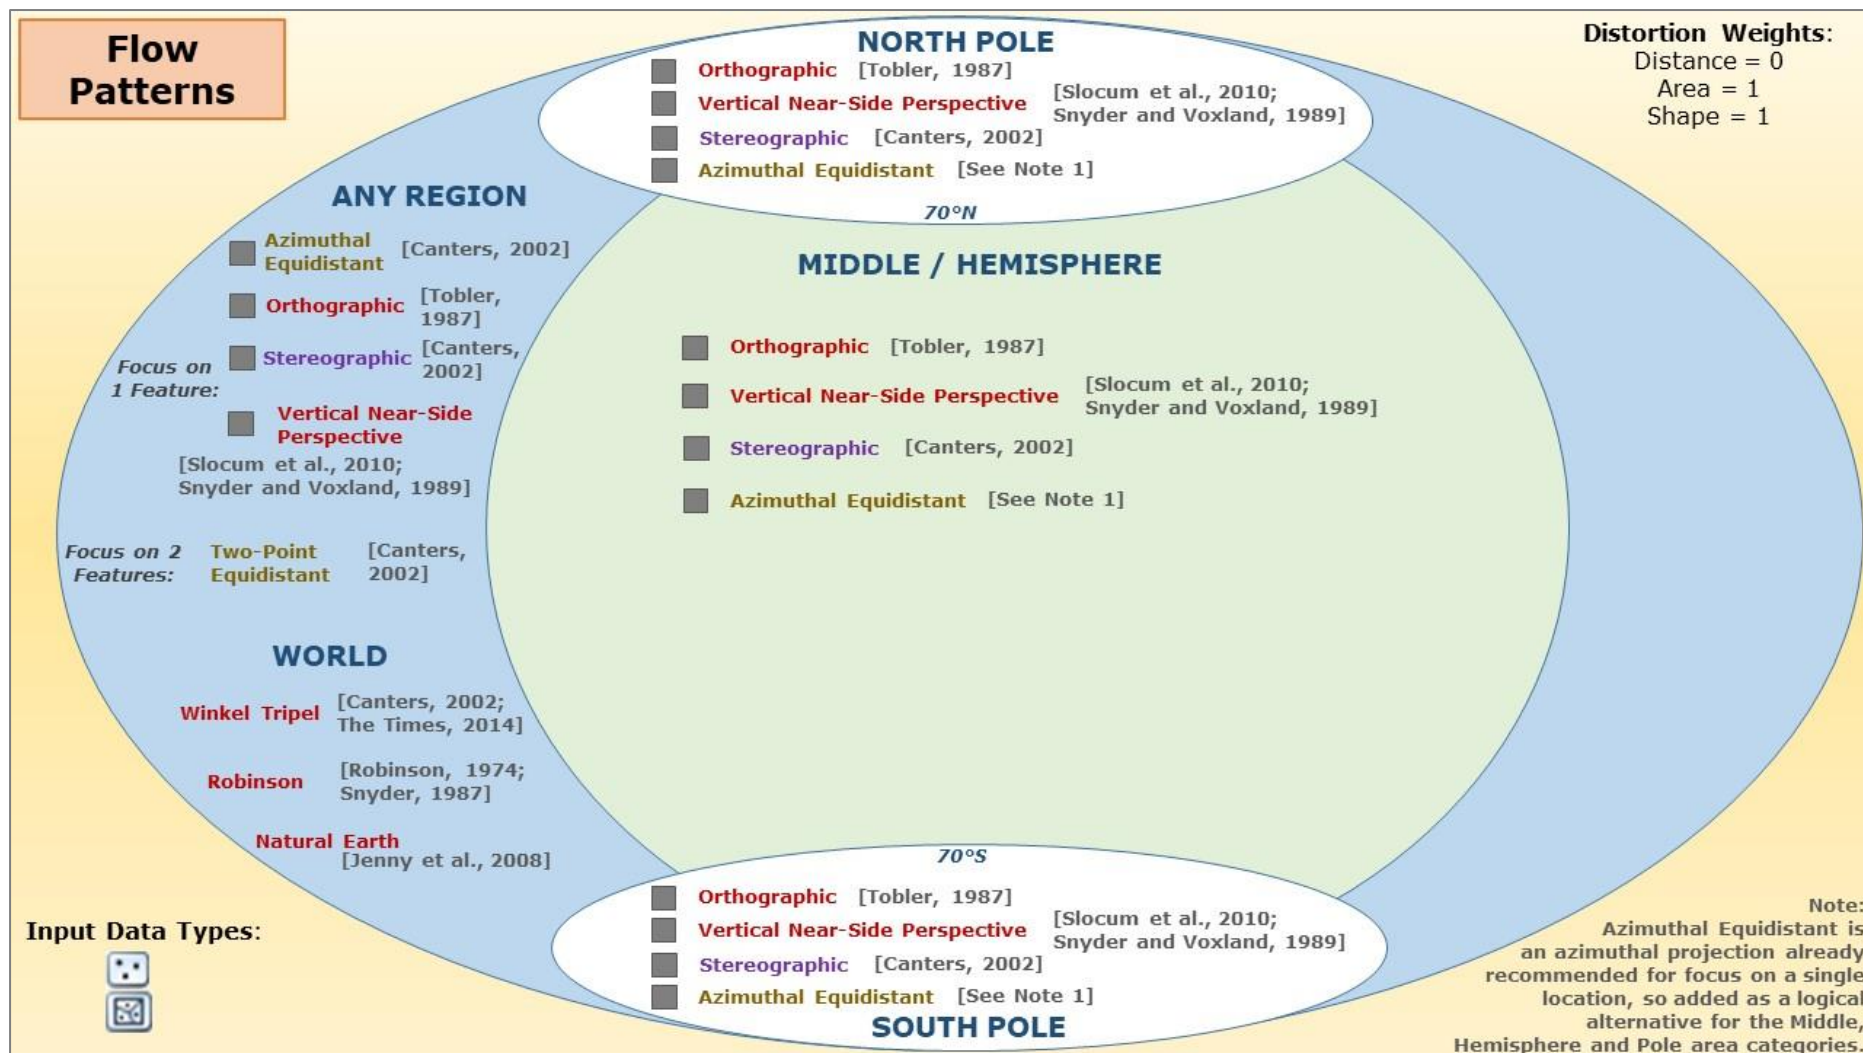 Flow
Patterns
Distortion Weights:
Distance = 0
Area = 1
Shape = 1
NORTH POLE
Orthographic [Tobler, 1987]
Vertical Near-Side Perspective [Slocum et al., 2010;
Snyder and Voxland, 1989]
Stereographic [Canters, 2002]
Azimuthal Equidistant [See Note 1]
70°N
ANY REGION
Azimuthal
Equidistant [Canters, 2002]
Orthographic [Tobler,
1987]
Focus on
1 Feature:
Stereographic [Canters,
2002]
Vertical Near-Side
Perspective
[Slocum et al., 2010;
Snyder and Voxland, 1989]
Focus on 2
Features:
Two-Point
Equidistant
[Canters,
2002]
WORLD
Winkel Tripel [Canters, 2002;
The Times, 2014]
Robinson [Robinson, 1974;
Snyder, 1987]
Natural Earth
[Jenny et al., 2008]
MIDDLE / HEMISPHERE
Orthographic [Tobler, 1987]
Vertical Near-Side Perspective [Slocum et al., 2010;
Snyder and Voxland, 1989]
Stereographic [Canters, 2002]
Azimuthal Equidistant [See Note 1]
70°S
Orthographic [Tobler, 1987]
Vertical Near-Side Perspective [Slocum et al., 2010;
Snyder and Voxland, 1989]
Stereographic [Canters, 2002]
Azimuthal Equidistant [See Note 1]
SOUTH POLE
Input Data Types:
Note:
Azimuthal Equidistant is
an azimuthal projection already
recommended for focus on a single
location, so added as a logical
alternative for the Middle,
Hemisphere and Pole area categories.